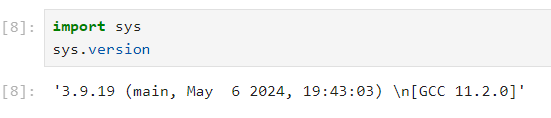 [8]: import sys
sys.version
[8]: '3.9.19 (main, May  6 2024, 19:43:03) \n[GCC 11.2.0]'